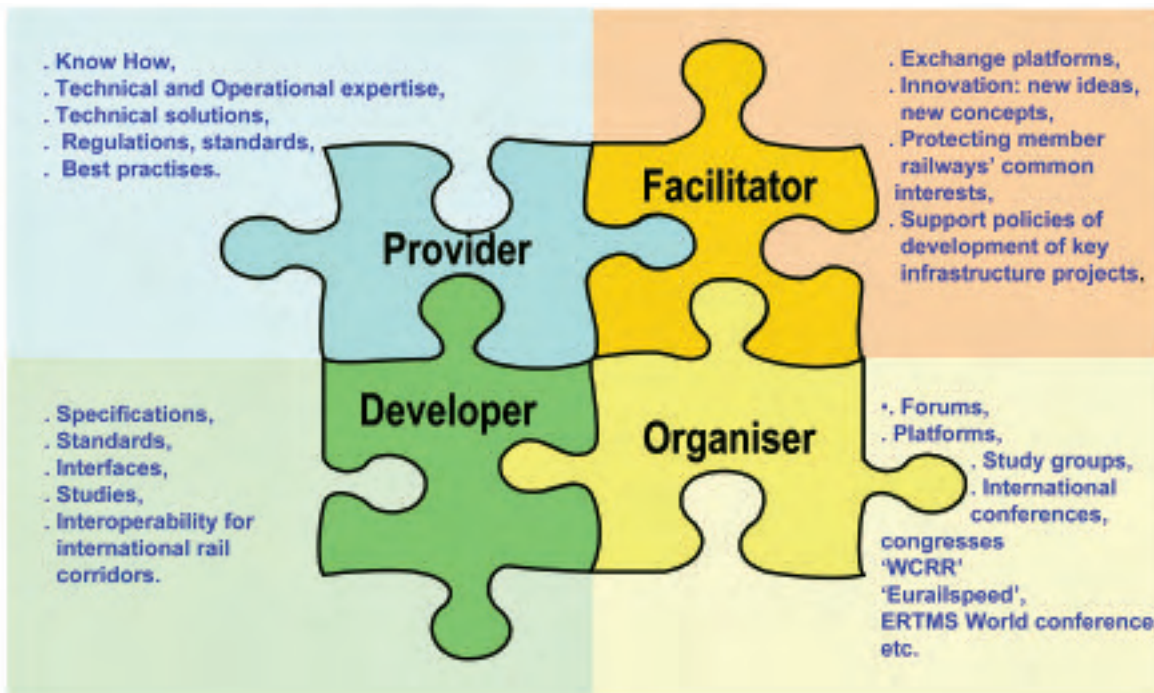 . Know How,
. Technical and Operational expertise,
. Technical solutions,
. Regulations, standards,
. Best practises.
Provider
. Exchange platforms,
. Innovation: new ideas,
new concepts,
. Protecting member
railways' common
interests,
. Support policies of
development of key
infrastructure projects.
Facilitator
. Specifications,
. Standards,
. Interfaces,
. Studies,
. Interoperability for
international rail
corridors.
Developer
Organiser
•. Forums,
. Platforms,
. Study groups,
. International
conferences,
congresses
'WCRR'
'Eurailspeed',
ERTMS World conference
etc.